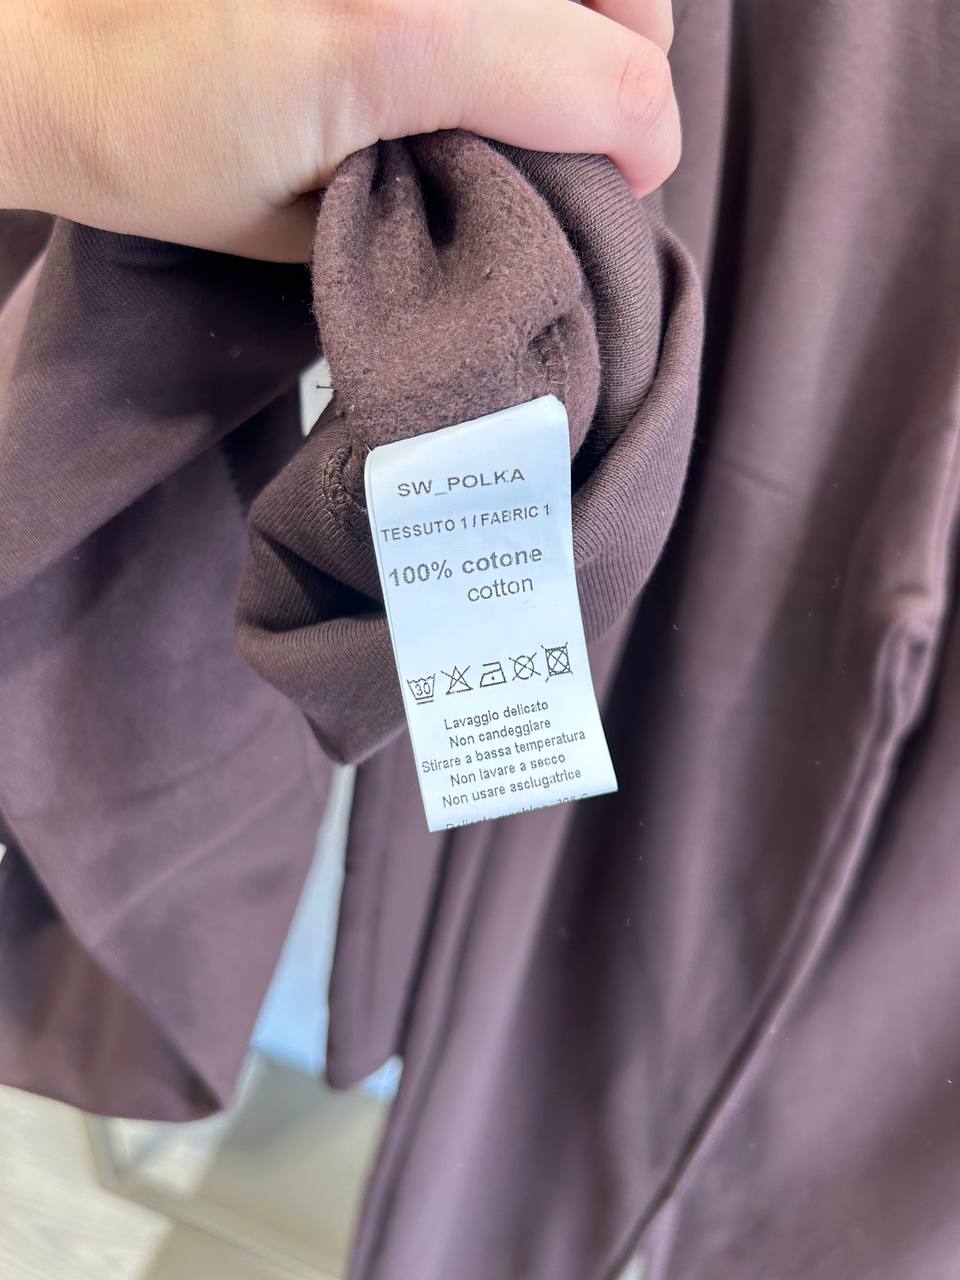 SW_POLKA
TESSUTO 1 / FABRIC 1
100% cotone
cotton
30
Lavaggio delicato
Non candeggiare
Stirare a bassa temperatura
Non lavare a secco
Non usare asciugatrice